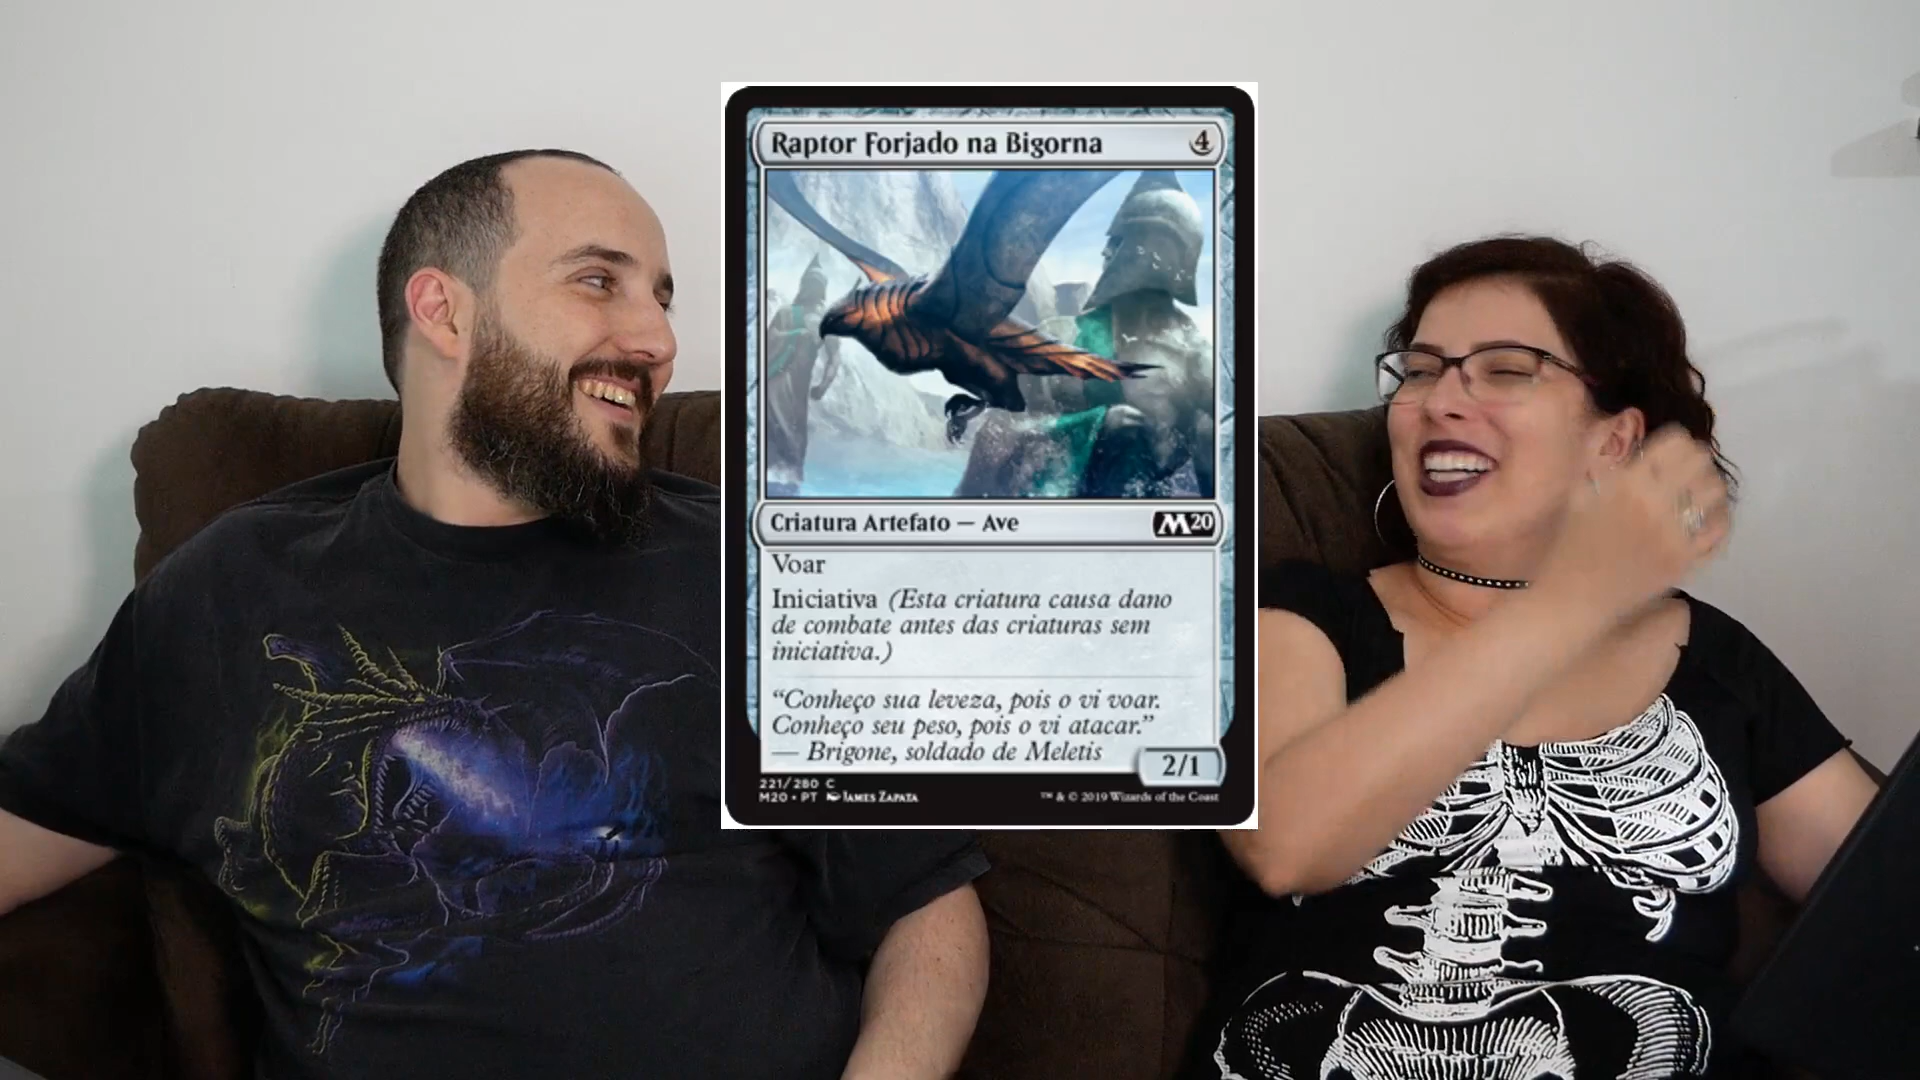 Raptor Forjado na Bigorna 4
Criatura Artefato — Ave M20
Voar
Iniciativa (Esta criatura causa dano
de combate antes das criaturas sem
iniciativa.)
“Conheço sua leveza, pois o vi voar.
Conheço seu peso, pois o vi atacar.”
— Brigone, soldado de Meletis
2/1
221/280 C
M20 • PT James Zapata
™ & © 2019 Wizards of the Coast